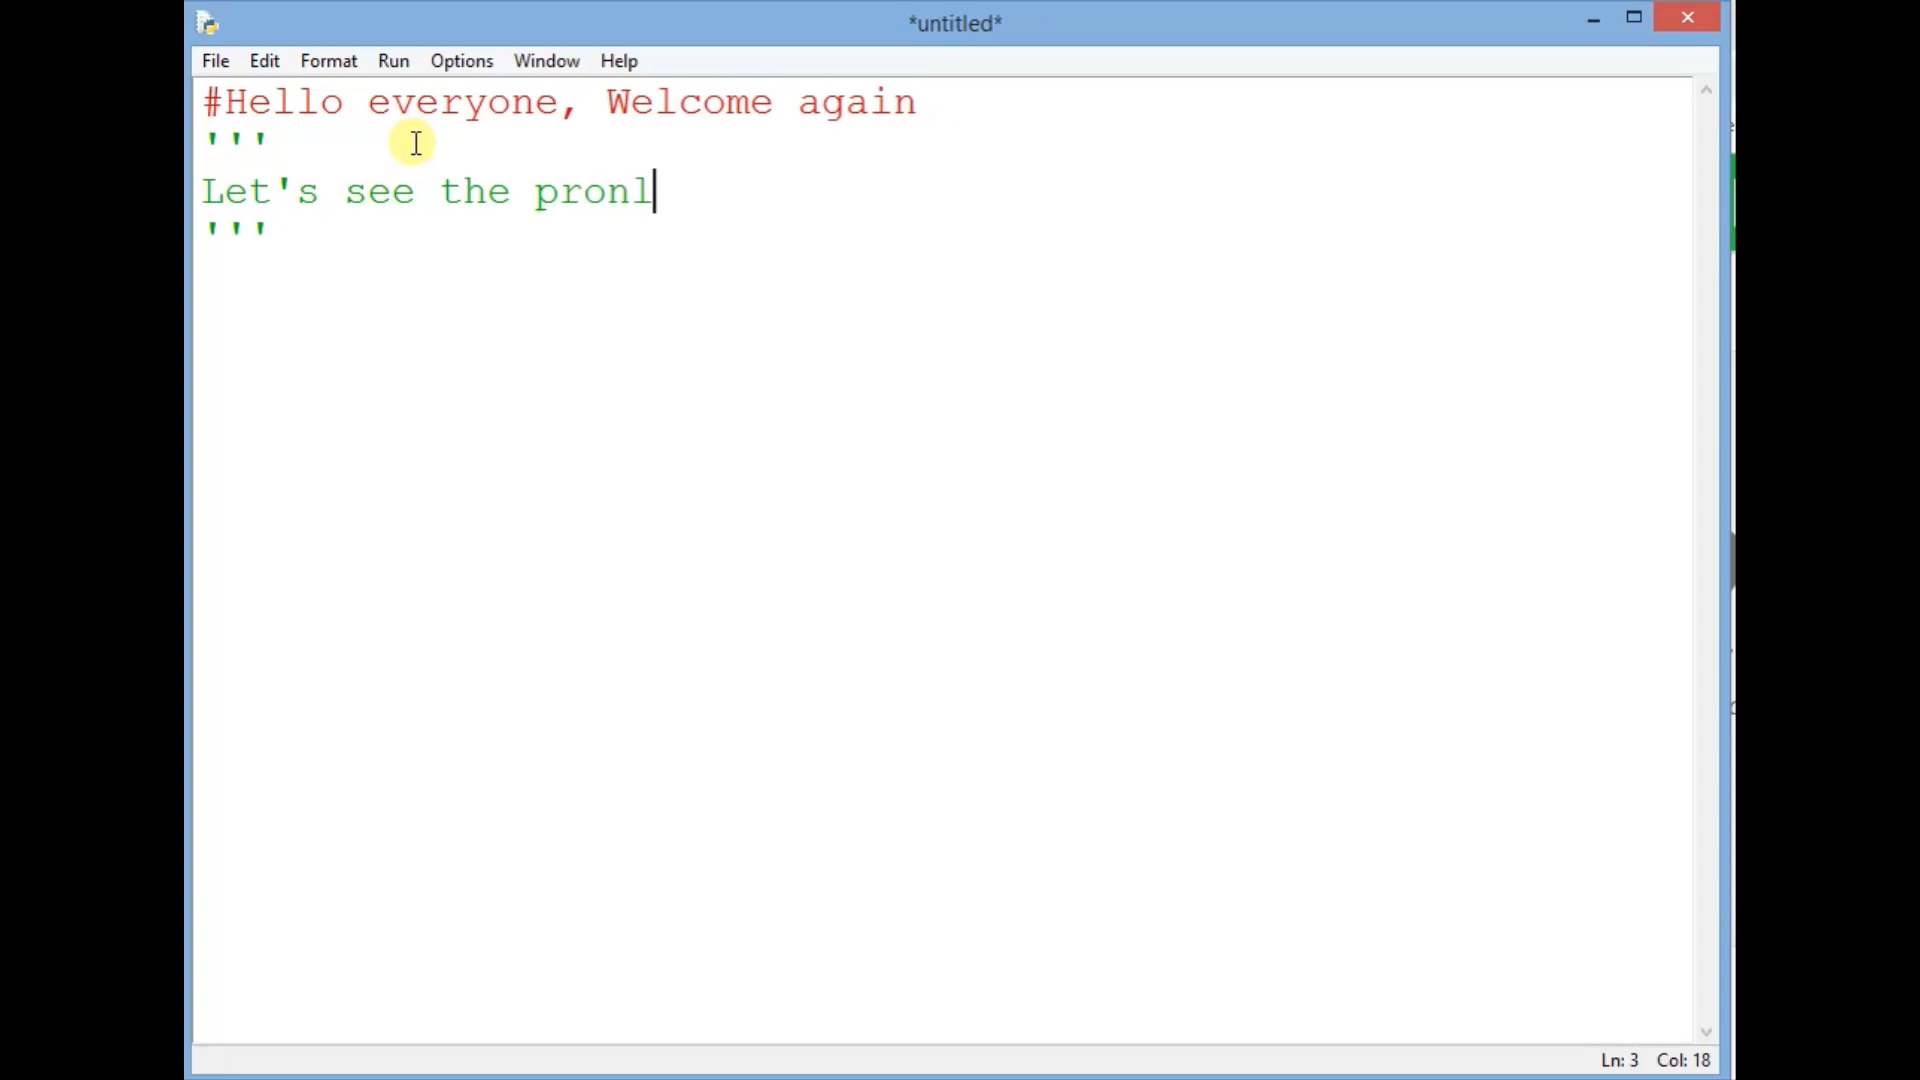 *untitled*
File Edit Format Run Options Window Help
#Hello everyone, Welcome again
'''
Let's see the pronl
'''
Ln: 3 Col: 18